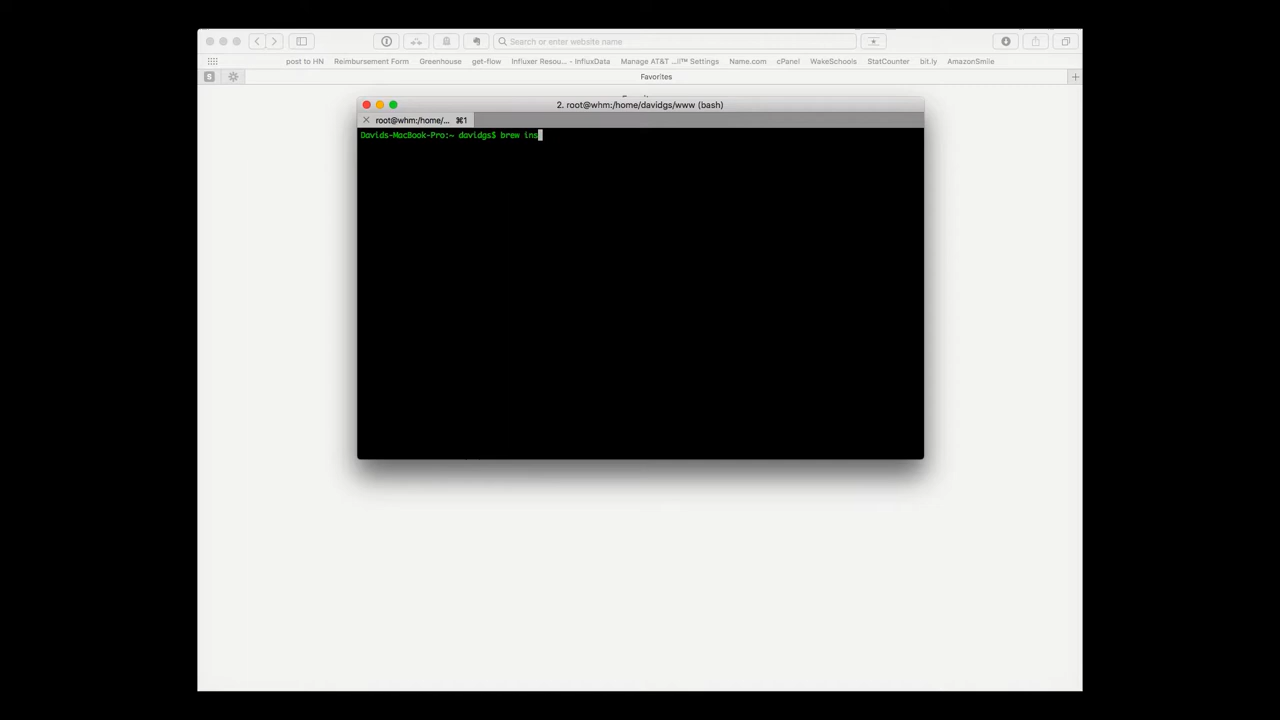 Search or enter website name
post to HN Reimbursement Form Greenhouse get-flow Influxer Resou... - InfluxData Manage AT&T ...ll™ Settings Name.com cPanel WakeSchools StatCounter bit.ly AmazonSmile
S Favorites +
2. root@whm:/home/davidgs/www (bash)
root@whm:/home/... ⌘1
Davids-MacBook-Pro:~ davidgs$ brew ins